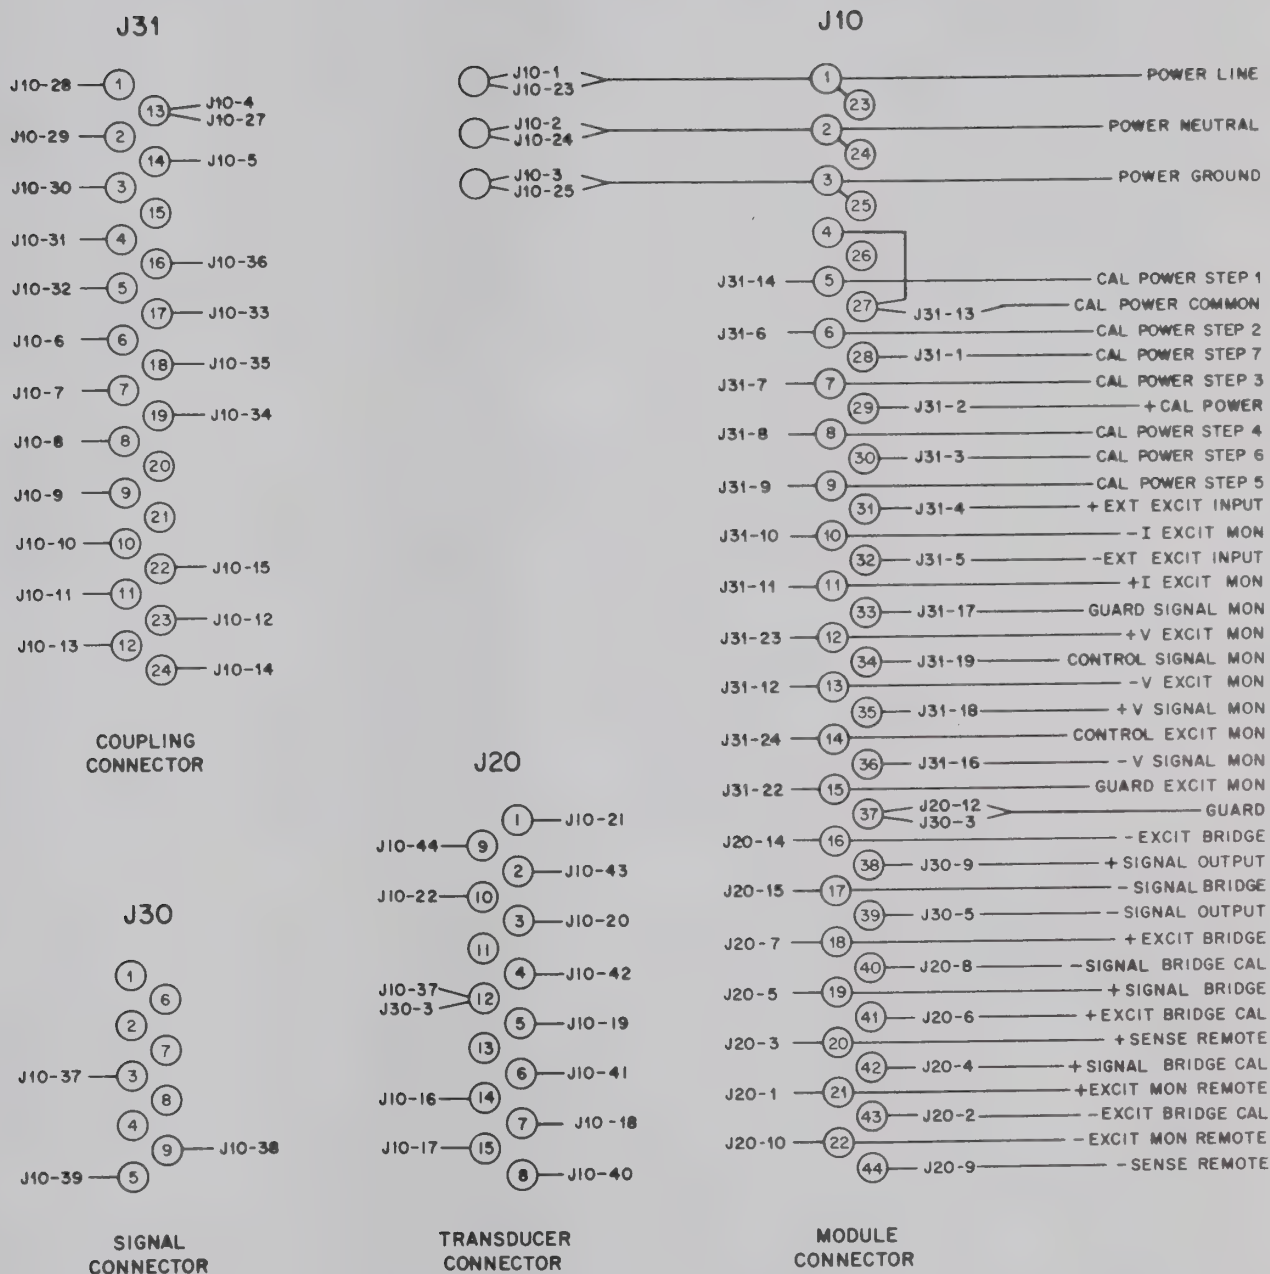 J31
J10-28 1
13 J10-4
J10-27
J10-29 2
14 J10-5
J10-30 3
15
J10-31 4
16 J10-36
J10-32 5
17 J10-33
J10-6 6
18 J10-35
J10-7 7
19 J10-34
J10-8 8
20
J10-9 9
21
J10-10 10
22 J10-15
J10-11 11
23 J10-12
J10-13 12
24 J10-14
COUPLING
CONNECTOR
J30
1
6
2
7
J10-37 3
8
4
9 J10-38
J10-39 5
SIGNAL
CONNECTOR
J20
1 J10-21
J10-44 9
2 J10-43
J10-22 10
3 J10-20
11
4 J10-42
J10-37
J30-3 12
5 J10-19
13
6 J10-41
J10-16 14
7 J10-18
J10-17 15
8 J10-40
TRANSDUCER
CONNECTOR
J10
J10-1
J10-23 1 POWER LINE
23
J10-2
J10-24 2 POWER NEUTRAL
24
J10-3
J10-25 3 POWER GROUND
25
4
26
J31-14 5 CAL POWER STEP 1
27 J31-13 CAL POWER COMMON
J31-6 6 CAL POWER STEP 2
28 J31-1 CAL POWER STEP 7
J31-7 7 CAL POWER STEP 3
29 J31-2 + CAL POWER
J31-8 8 CAL POWER STEP 4
30 J31-3 CAL POWER STEP 6
J31-9 9 CAL POWER STEP 5
31 J31-4 + EXT EXCIT INPUT
J31-10 10 - I EXCIT MON
32 J31-5 - EXT EXCIT INPUT
J31-11 11 + I EXCIT MON
33 J31-17 GUARD SIGNAL MON
J31-23 12 + V EXCIT MON
34 J31-19 CONTROL SIGNAL MON
J31-12 13 - V EXCIT MON
35 J31-18 + V SIGNAL MON
J31-24 14 CONTROL EXCIT MON
36 J31-16 - V SIGNAL MON
J31-22 15 GUARD EXCIT MON
37 J20-12
J30-3 GUARD
J20-14 16 - EXCIT BRIDGE
38 J30-9 + SIGNAL OUTPUT
J20-15 17 - SIGNAL BRIDGE
39 J30-5 - SIGNAL OUTPUT
J20-7 18 + EXCIT BRIDGE
40 J20-8 - SIGNAL BRIDGE CAL
J20-5 19 + SIGNAL BRIDGE
41 J20-6 + EXCIT BRIDGE CAL
J20-3 20 + SENSE REMOTE
42 J20-4 + SIGNAL BRIDGE CAL
J20-1 21 + EXCIT MON REMOTE
43 J20-2 - EXCIT BRIDGE CAL
J20-10 22 - EXCIT MON REMOTE
44 J20-9 - SENSE REMOTE
MODULE
CONNECTOR